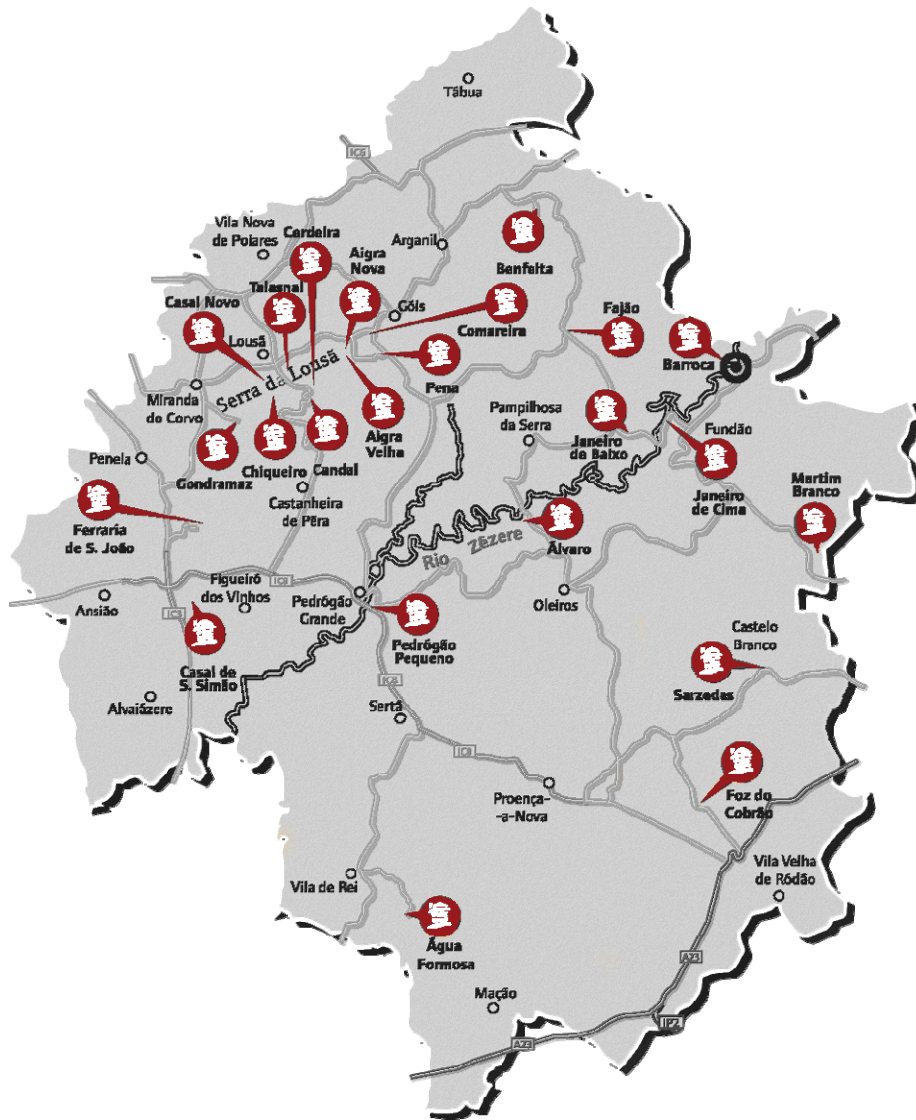 Tábua
IC6
Vila Nova
de Poiares
Cerdeira
Arganil
Aigra
Nova
Benfeita
Talasnal
Casal Novo
Góis
Comareira
Fajão
Lousã
Barroca
Serra da Lousã
Pena
Miranda
do Corvo
Pampilhosa
da Serra
Janeiro
de Baixo
Fundão
Aigra
Velha
Penela
Gondramaz
Chiqueiro
Candal
Castanheira
de Pêra
Janeiro
de Cima
Martim
Branco
Ferraria
de S. João
Rio Zêzere
Álvaro
IC8
Figueiró
dos Vinhos
Ansião
IC3
Pedrógão
Grande
Oleiros
Pedrógão
Pequeno
Castelo
Branco
Casal de
S. Simão
Sarzedas
IC8
Alvaiázere
Sertã
IC8
Proença-
-a-Nova
Foz do
Cobrão
Vila de Rei
Vila Velha
de Ródão
Água
Formosa
A23
Mação
IP2
A23